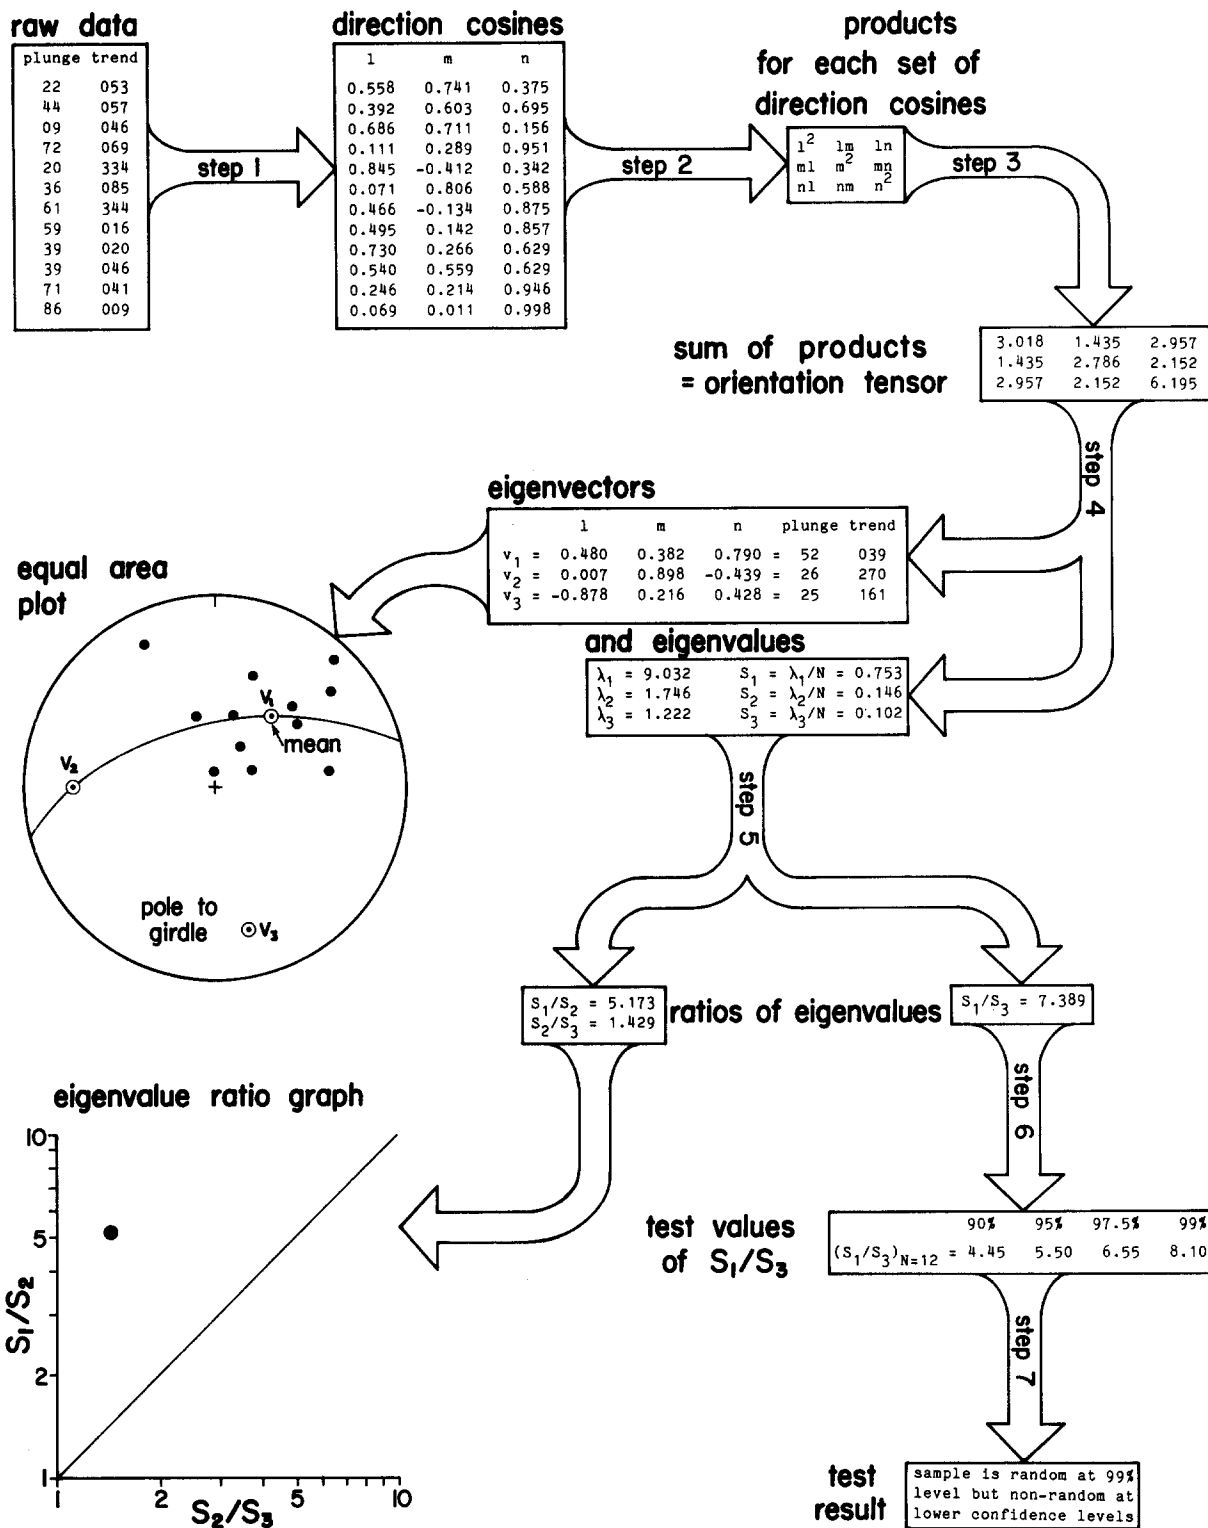 raw data
plunge trend
22 053
44 057
09 046
72 069
20 334
36 085
61 344
59 016
39 020
39 046
71 041
86 009
step 1
direction cosines
l m n
0.558 0.741 0.375
0.392 0.603 0.695
0.686 0.711 0.156
0.111 0.289 0.951
0.845 -0.412 0.342
0.071 0.806 0.588
0.466 -0.134 0.875
0.495 0.142 0.857
0.730 0.266 0.629
0.540 0.559 0.629
0.246 0.214 0.946
0.069 0.011 0.998
step 2
products
for each set of
direction cosines
l² lm ln
ml m² mn
nl nm n²
step 3
sum of products
= orientation tensor
3.018 1.435 2.957
1.435 2.786 2.152
2.957 2.152 6.195
step 4
eigenvectors
l m n plunge trend
v₁ = 0.480 0.382 0.790 = 52 039
v₂ = 0.007 0.898 -0.439 = 26 270
v₃ = -0.878 0.216 0.428 = 25 161
and eigenvalues
λ₁ = 9.032 S₁ = λ₁/N = 0.753
λ₂ = 1.746 S₂ = λ₂/N = 0.146
λ₃ = 1.222 S₃ = λ₃/N = 0.102
equal area
plot
V₁
mean
V₂
pole to
girdle
V₃
step 5
S₁/S₂ = 5.173
S₂/S₃ = 1.429
ratios of eigenvalues
S₁/S₃ = 7.389
step 6
eigenvalue ratio graph
10
5
2
1
S₁/S₂
1 2 5 10
S₂/S₃
test values
of S₁/S₃
90% 95% 97.5% 99%
(S₁/S₃)N=12 = 4.45 5.50 6.55 8.10
step 7
test
result
sample is random at 99%
level but non-random at
lower confidence levels